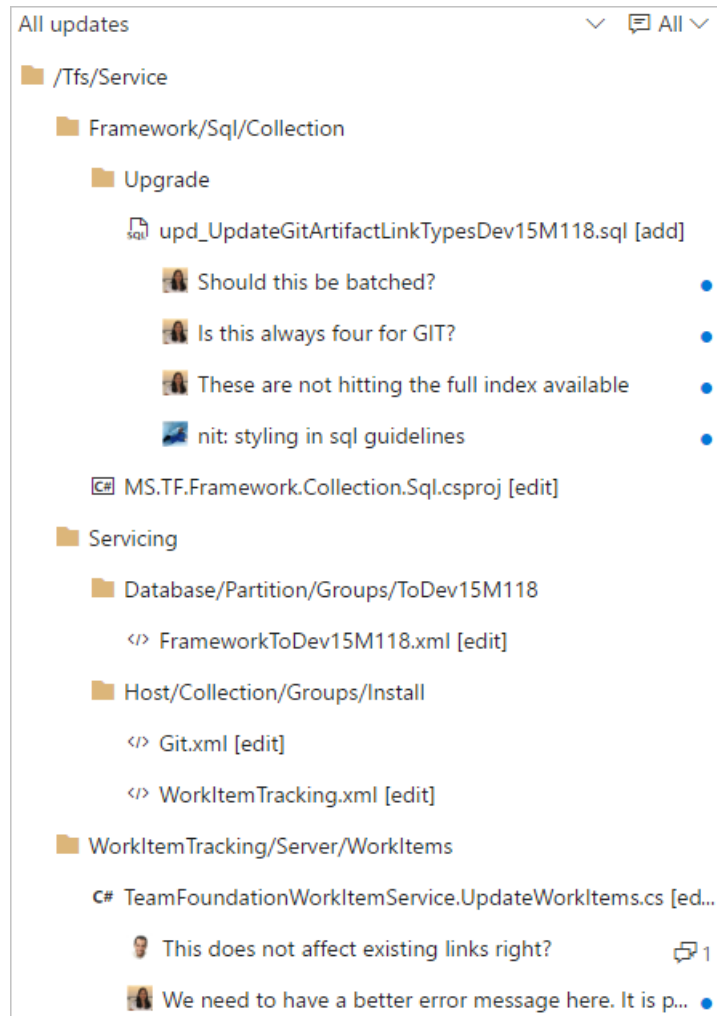 All updates All
/Tfs/Service
Framework/Sql/Collection
Upgrade
SQL upd_UpdateGitArtifactLinkTypesDev15M118.sql [add]
Should this be batched?
Is this always four for GIT?
These are not hitting the full index available
nit: styling in sql guidelines
C# MS.TF.Framework.Collection.Sql.csproj [edit]
Servicing
Database/Partition/Groups/ToDev15M118
</> FrameworkToDev15M118.xml [edit]
Host/Collection/Groups/Install
</> Git.xml [edit]
</> WorkItemTracking.xml [edit]
WorkItemTracking/Server/WorkItems
C# TeamFoundationWorkItemService.UpdateWorkItems.cs [ed...
This does not affect existing links right? 1
We need to have a better error message here. It is p...